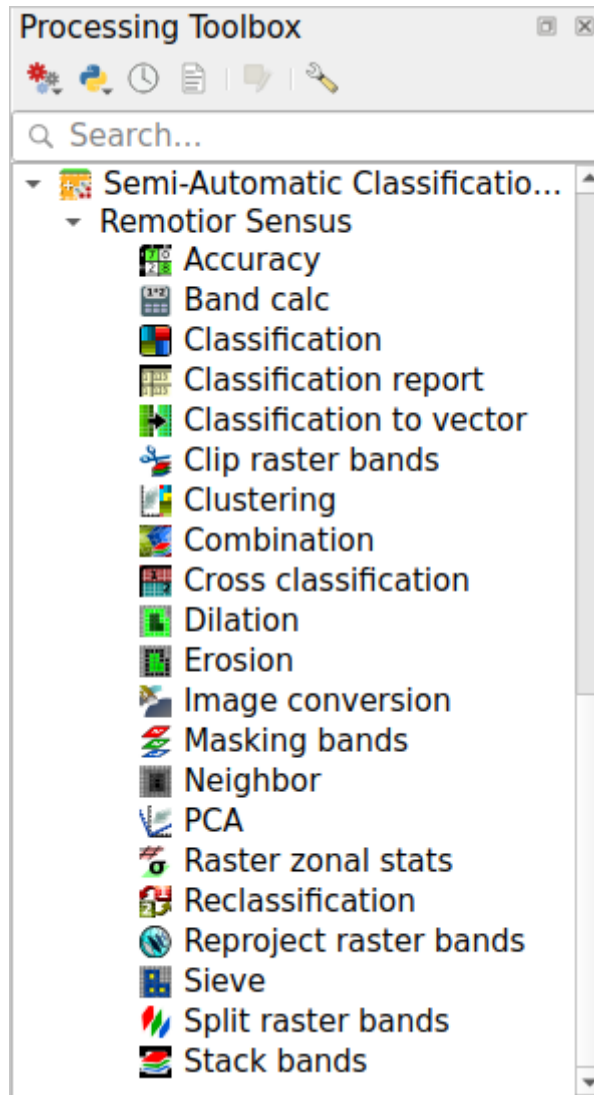 Processing Toolbox
Search...
Semi-Automatic Classificatio...
Remotior Sensus
Accuracy
Band calc
Classification
Classification report
Classification to vector
Clip raster bands
Clustering
Combination
Cross classification
Dilation
Erosion
Image conversion
Masking bands
Neighbor
PCA
Raster zonal stats
Reclassification
Reproject raster bands
Sieve
Split raster bands
Stack bands